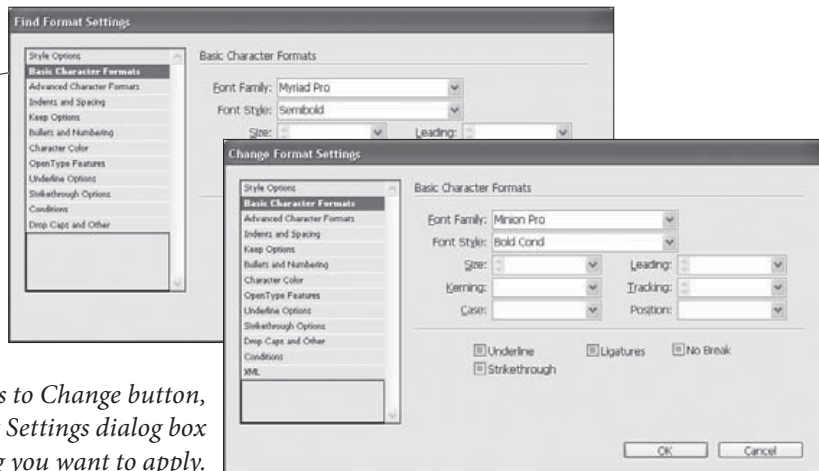 Find Format Settings
Style Options
Basic Character Formats
Advanced Character Formats
Indents and Spacing
Keep Options
Bullets and Numbering
Character Color
OpenType Features
Underline Options
Strikethrough Options
Conditions
Drop Caps and Other
Basic Character Formats
Font Family: Myriad Pro
Font Style: Semibold
Size:
Leading:
Change Format Settings
Style Options
Basic Character Formats
Advanced Character Formats
Indents and Spacing
Keep Options
Bullets and Numbering
Character Color
OpenType Features
Underline Options
Strikethrough Options
Drop Caps and Other
Conditions
XML
Basic Character Formats
Font Family: Minion Pro
Font Style: Bold Cond
Size: Leading:
Kerning: Tracking:
Case: Position:
Underline Ligatures No Break
Strikethrough
OK Cancel
s to Change button,
Settings dialog box
you want to apply.